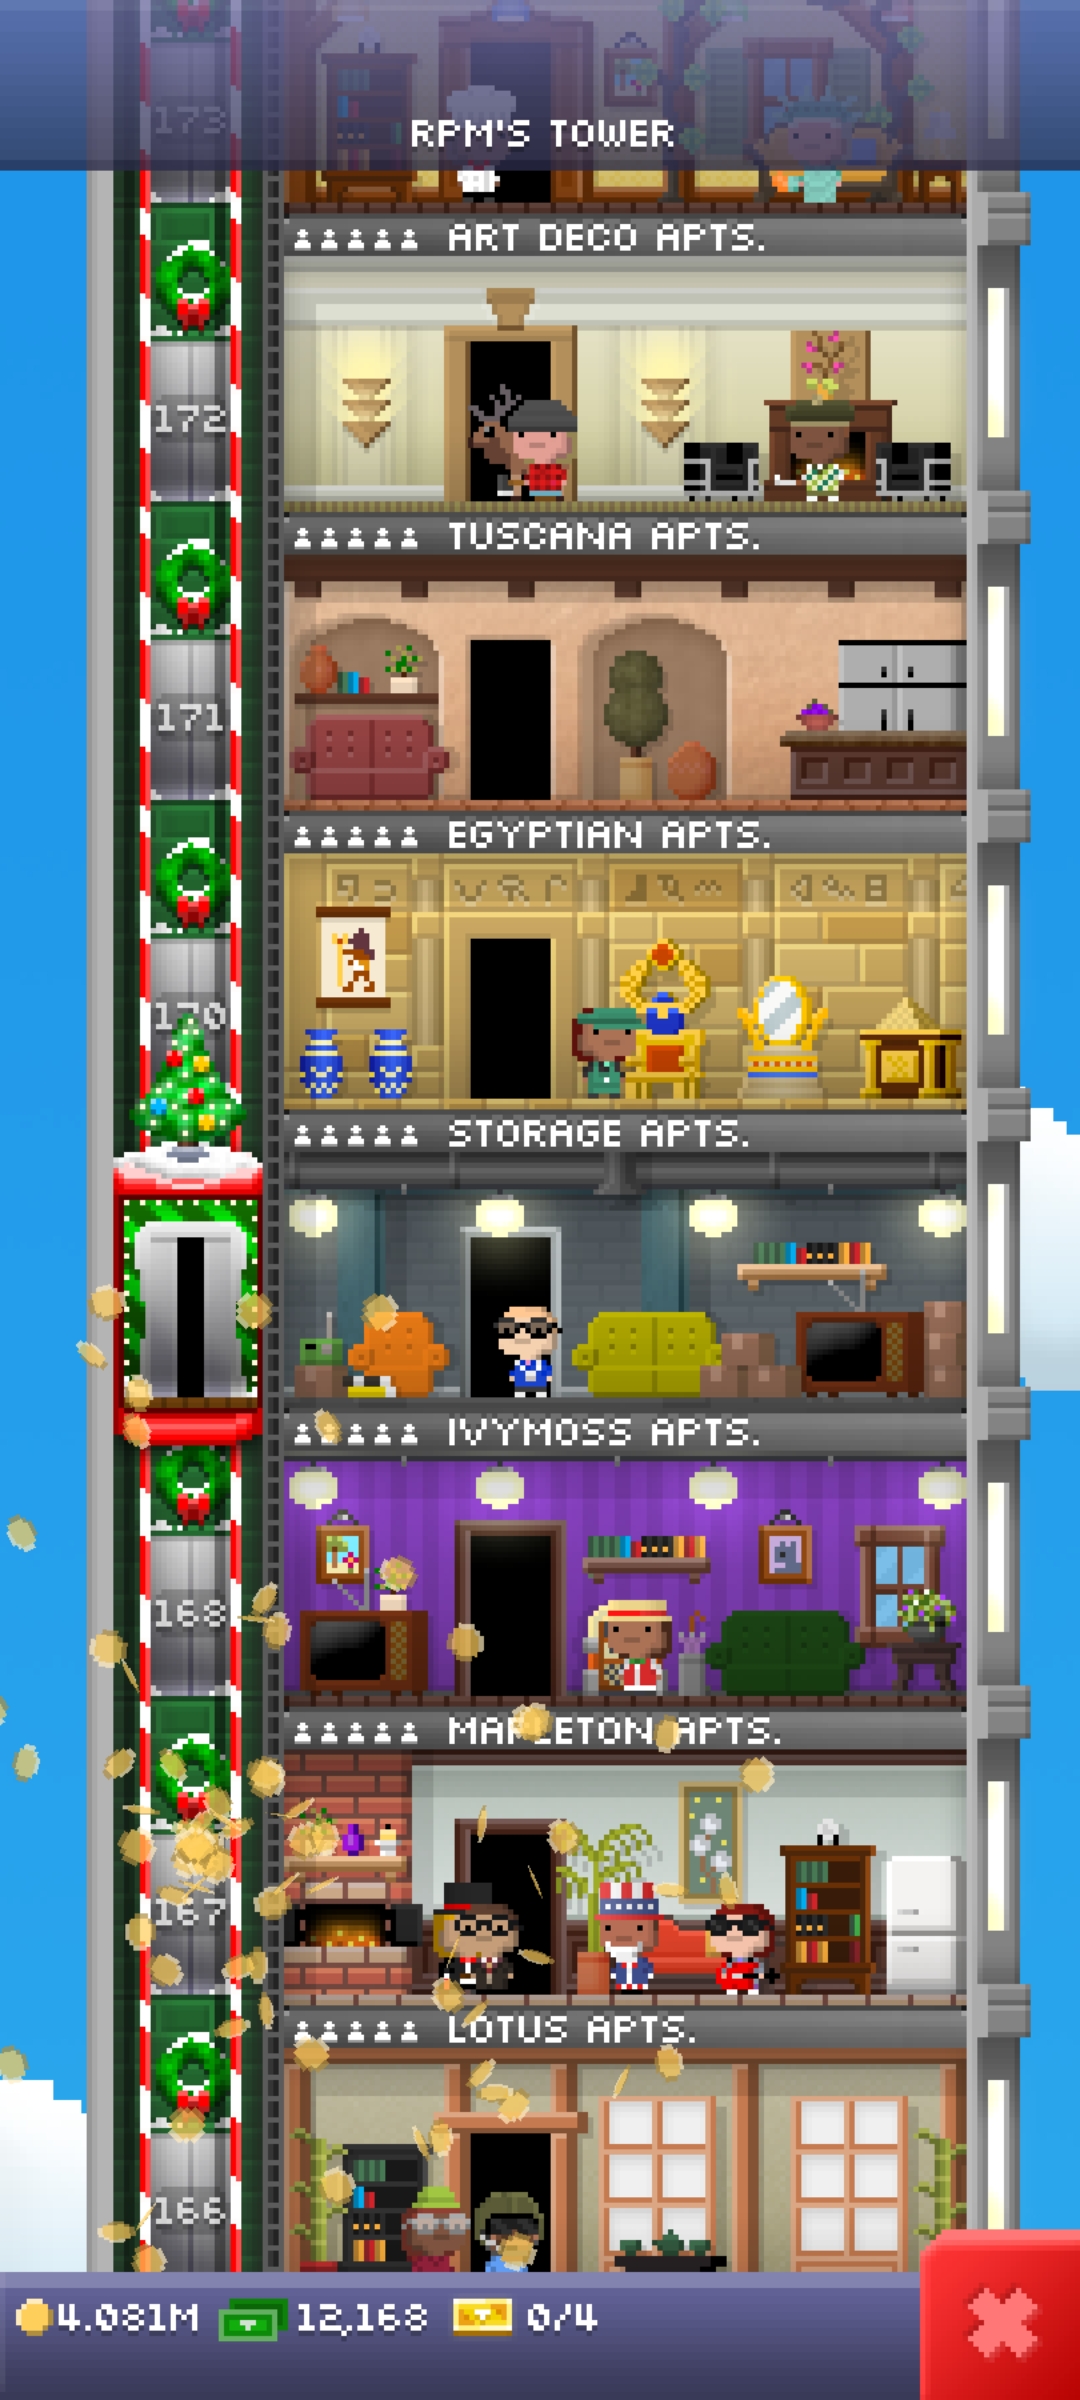 173
RPM'S TOWER
ART DECO APTS.
172
TUSCANA APTS.
171
EGYPTIAN APTS.
170
STORAGE APTS.
IVYMOSS APTS.
168
MAPLETON APTS.
167
LOTUS APTS.
166
4.081M 12,168 0/4